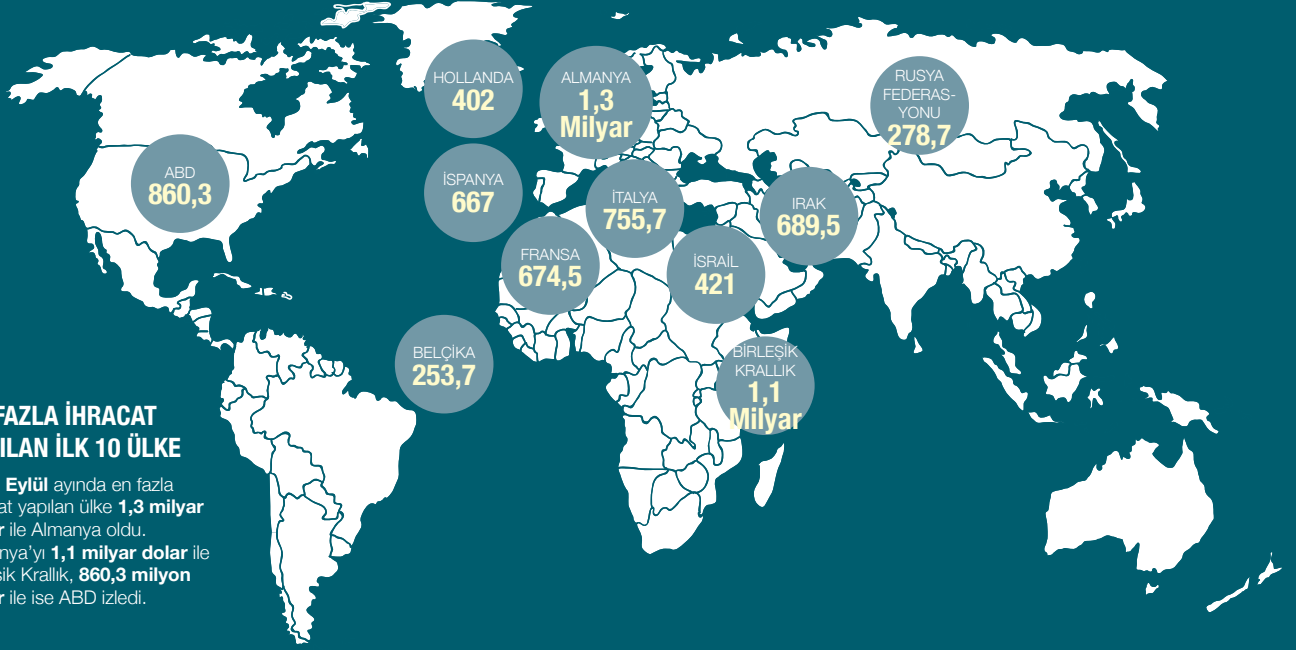 HOLLANDA
402
ALMANYA
1,3
Milyar
RUSYA
FEDERAS-
YONU
278,7
ABD
860,3
İSPANYA
667
İTALYA
755,7
IRAK
689,5
FRANSA
674,5
İSRAİL
421
BELÇİKA
253,7
BİRLEŞİK
KRALLIK
1,1
Milyar
FAZLA İHRACAT
ILAN İLK 10 ÜLKE
Eylül ayında en fazla
at yapılan ülke 1,3 milyar
r ile Almanya oldu.
nya’yı 1,1 milyar dolar ile
ik Krallık, 860,3 milyon
r ile ise ABD izledi.